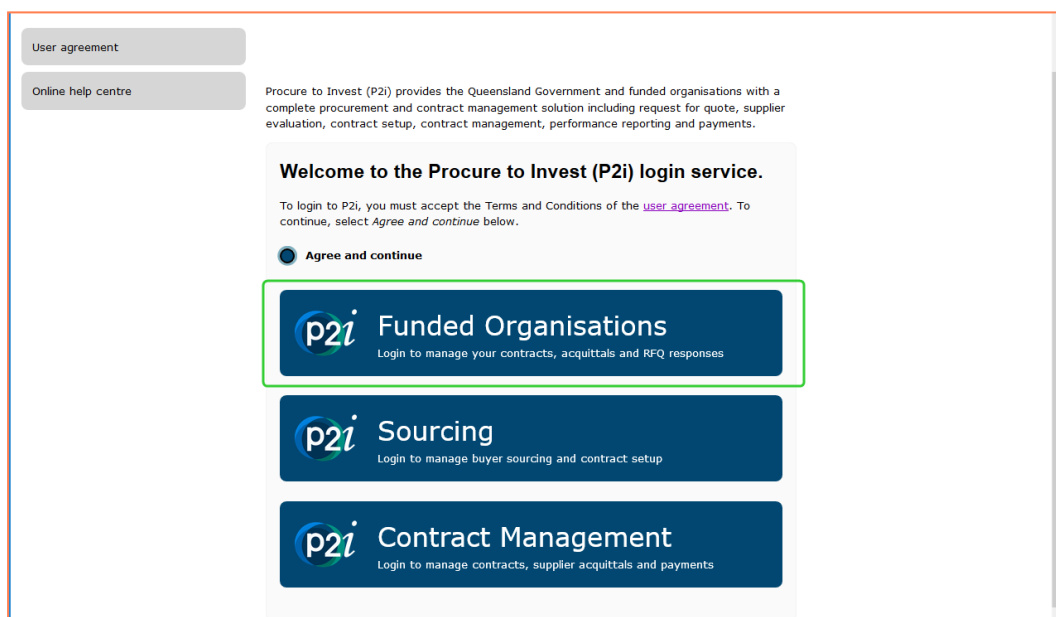 User agreement
Online help centre
Procure to Invest (P2i) provides the Queensland Government and funded organisations with a
complete procurement and contract management solution including request for quote, supplier
evaluation, contract setup, contract management, performance reporting and payments.
Welcome to the Procure to Invest (P2i) login service.
To login to P2i, you must accept the Terms and Conditions of the user agreement. To
continue, select Agree and continue below.
Agree and continue
p2i
Funded Organisations
Login to manage your contracts, acquittals and RFQ responses
p2i
Sourcing
Login to manage buyer sourcing and contract setup
p2i
Contract Management
Login to manage contracts, supplier acquittals and payments